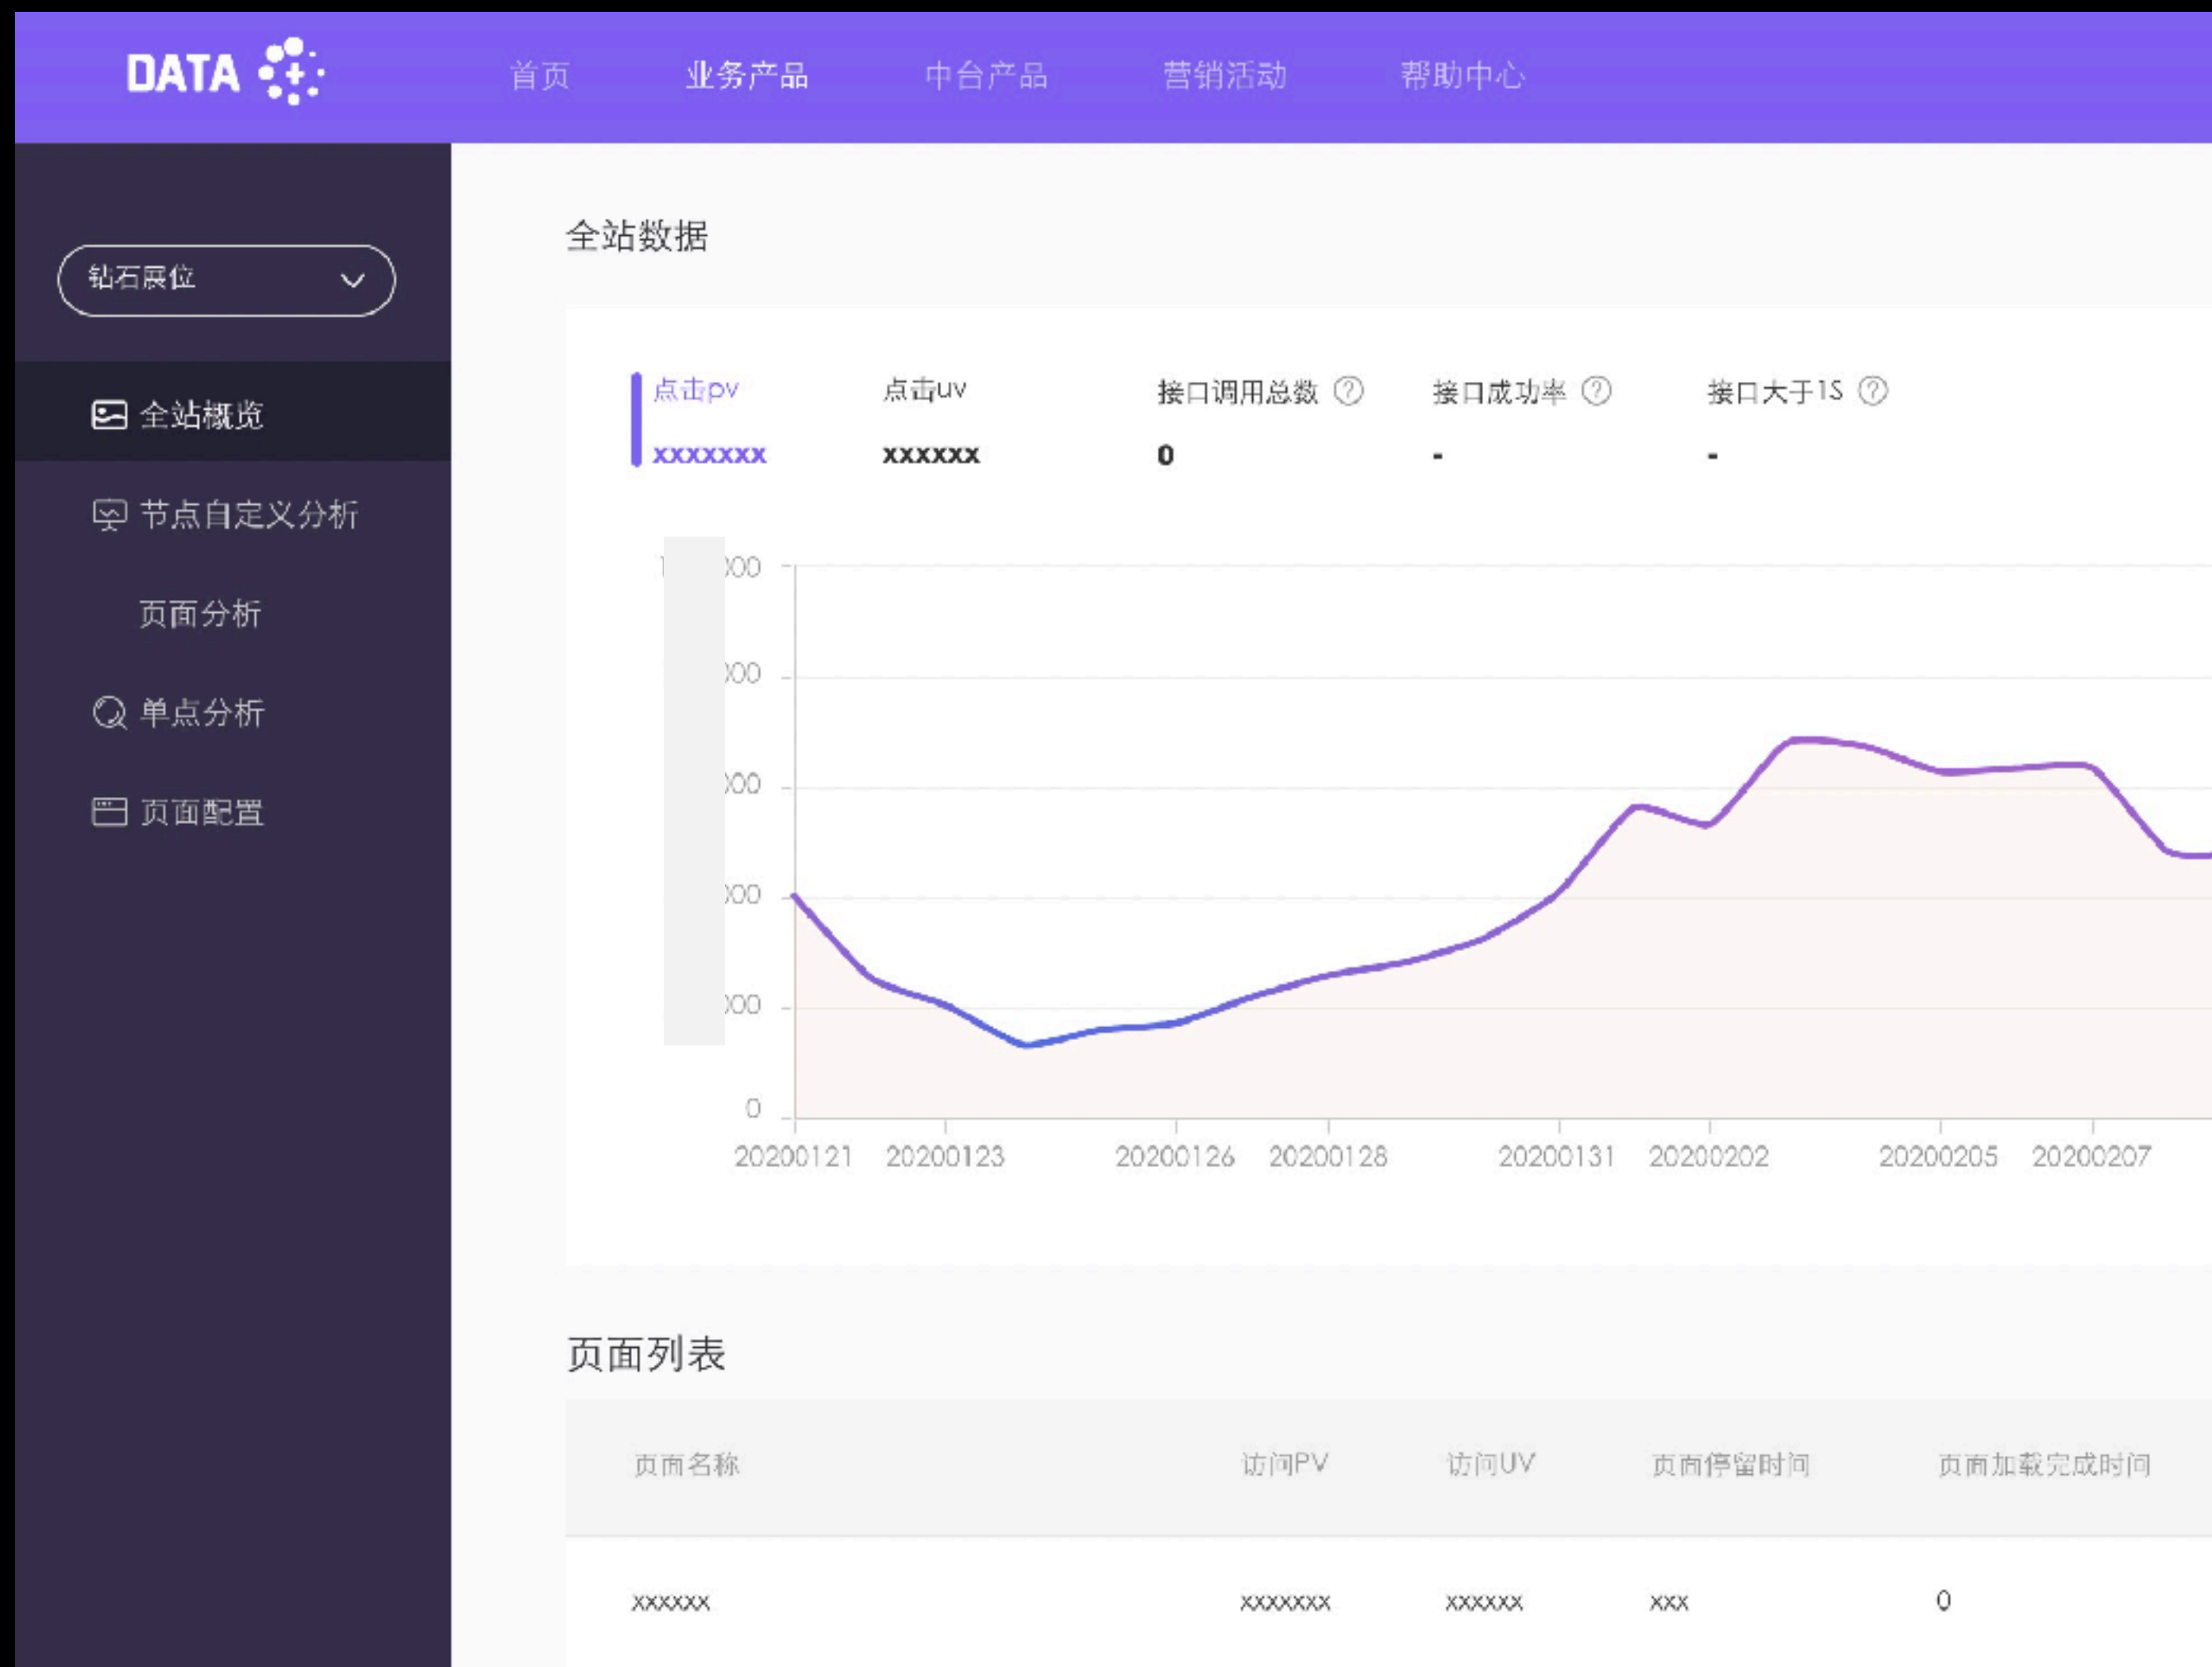 DATA
首页 业务产品 中台产品 营销活动 帮助中心
钻石展位
全站概览
节点自定义分析
页面分析
单点分析
页面配置
全站数据
点击pv 点击uv 接口调用总数 接口成功率 接口大于1S
xxxxxxx xxxxxx 0 - -
0
20200121 20200123 20200126 20200128 20200131 20200202 20200205 20200207
页面列表
页面名称 访问PV 访问UV 页面停留时间 页面加载完成时间
xxxxxx xxxxxxx xxxxxx xxx 0